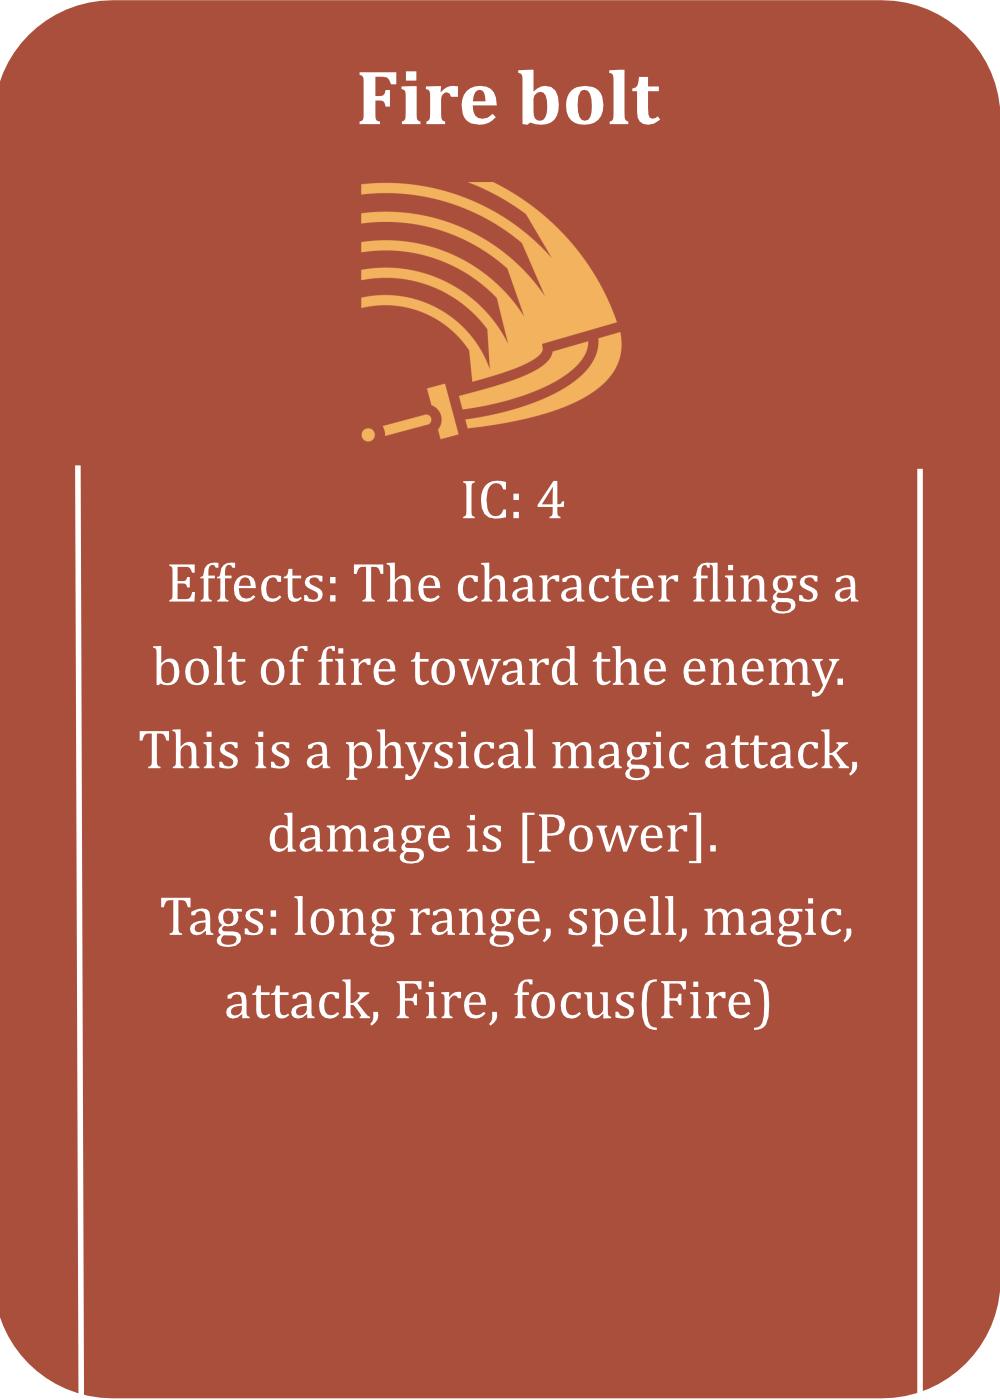 Fire bolt
IC: 4
Effects: The character flings a
bolt of fire toward the enemy.
This is a physical magic attack,
damage is [Power].
Tags: long range, spell, magic,
attack, Fire, focus(Fire)